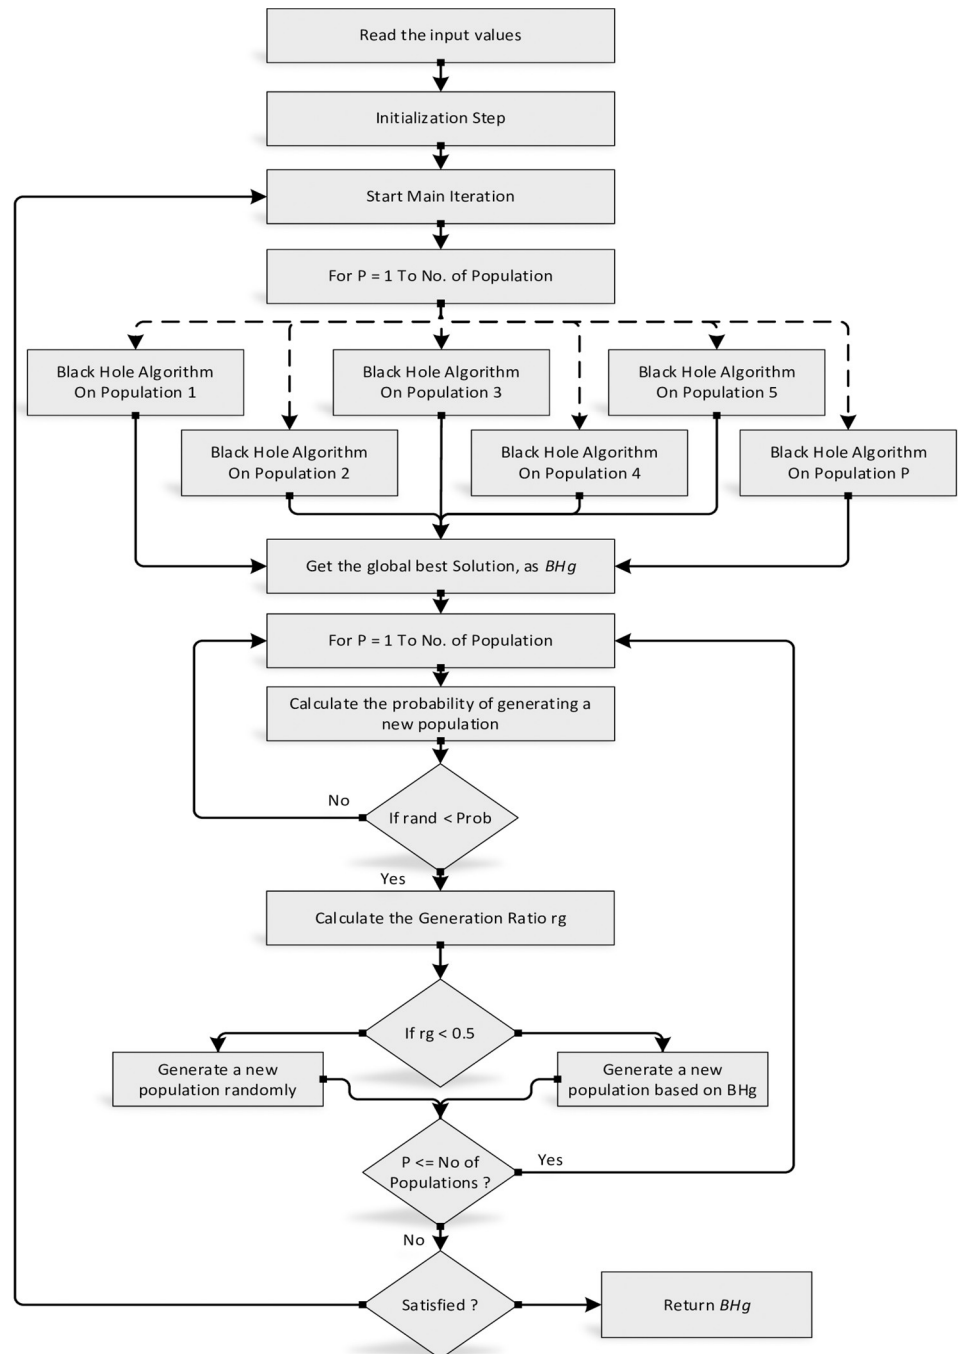 Read the input values
Initialization Step
Start Main Iteration
For P = 1 To No. of Population
Black Hole Algorithm
On Population 1
Black Hole Algorithm
On Population 3
Black Hole Algorithm
On Population 5
Black Hole Algorithm
On Population 2
Black Hole Algorithm
On Population 4
Black Hole Algorithm
On Population P
Get the global best Solution, as BHg
For P = 1 To No. of Population
Calculate the probability of generating a
new population
No
If rand < Prob
Yes
Calculate the Generation Ratio rg
If rg < 0.5
Generate a new
population randomly
Generate a new
population based on BHg
P <= No of
Populations ?
Yes
No
Satisfied ?
Return BHg